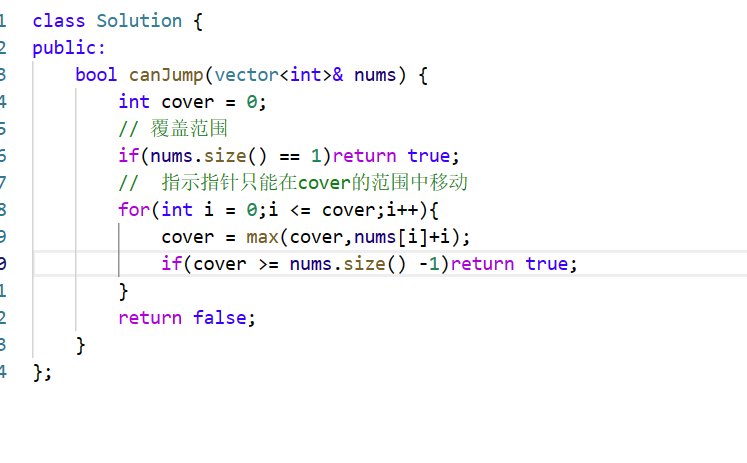 1 class Solution {
2 public:
3 bool canJump(vector<int>& nums) {
4 int cover = 0;
5 // 覆盖范围
6 if(nums.size() == 1)return true;
7 //  指示指针只能在cover的范围中移动
8 for(int i = 0;i <= cover;i++){
9 cover = max(cover,nums[i]+i);
0 if(cover >= nums.size() -1)return true;
1 }
2 return false;
3 }
4 };